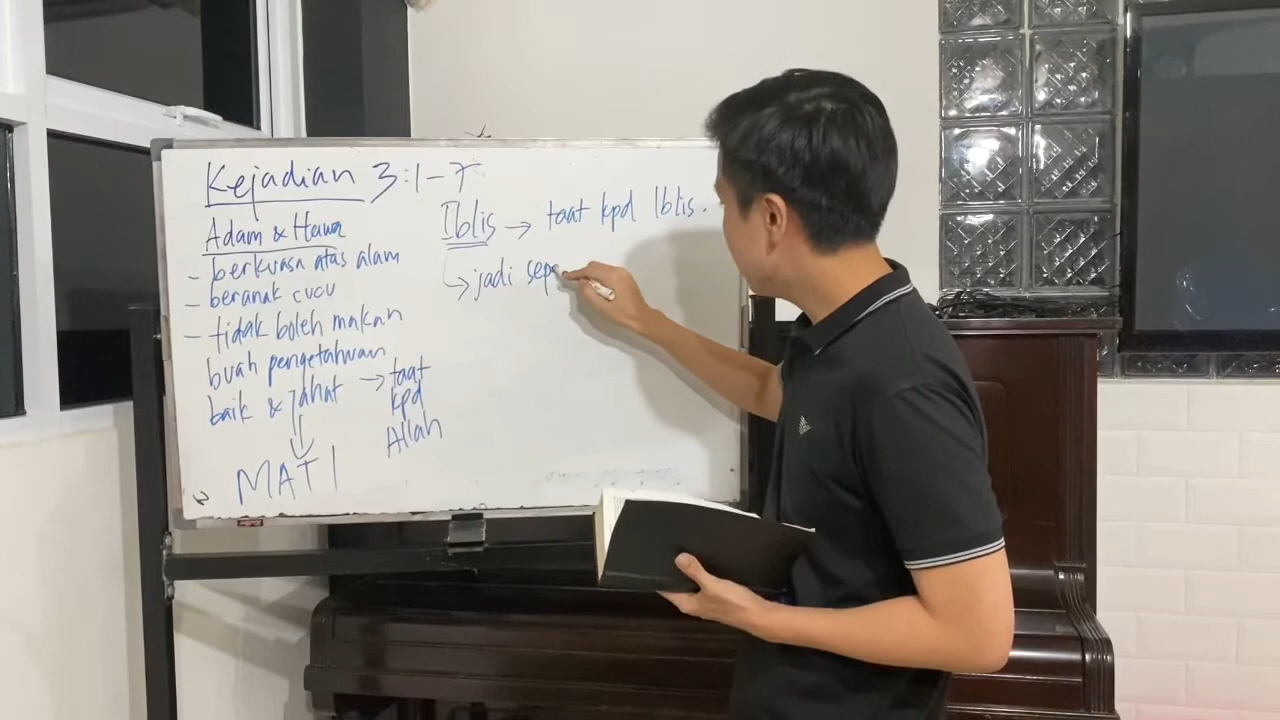 Kejadian 3:1-7
Adam & Hawa
- berkuasa atas alam
- beranak cucu
- tidak boleh makan
buah pengetahuan
baik & jahat → taat
kpd
Allah
MATI
Iblis → taat kpd Iblis.
↳ jadi sepe